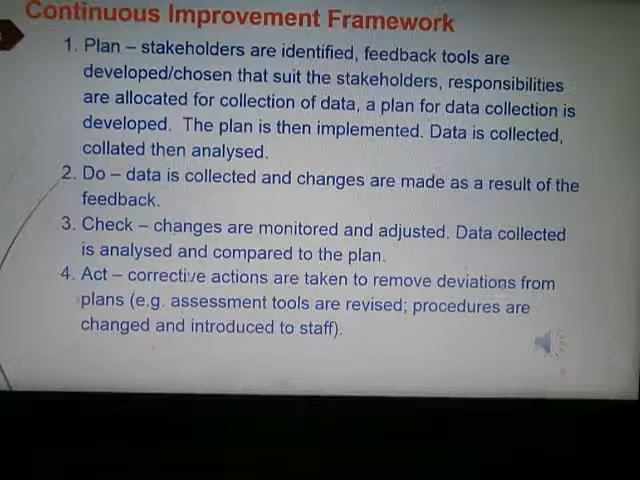 Continuous Improvement Framework
1. Plan – stakeholders are identified, feedback tools are
developed/chosen that suit the stakeholders, responsibilities
are allocated for collection of data, a plan for data collection is
developed. The plan is then implemented. Data is collected,
collated then analysed.
2. Do – data is collected and changes are made as a result of the
feedback.
3. Check – changes are monitored and adjusted. Data collected
is analysed and compared to the plan.
4. Act – corrective actions are taken to remove deviations from
plans (e.g. assessment tools are revised; procedures are
changed and introduced to staff).